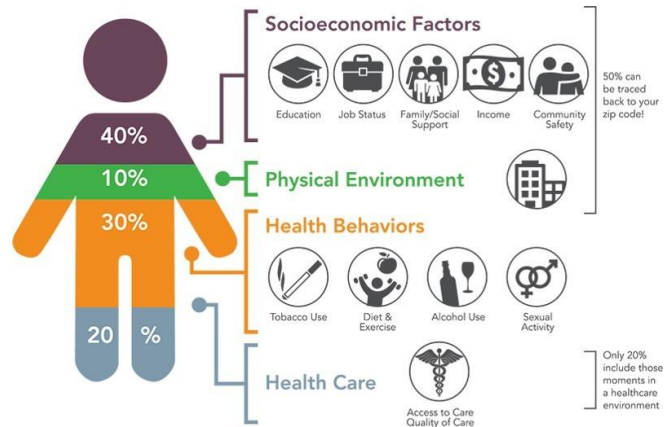 Socioeconomic Factors
Education
Job Status
Family/Social
Support
Income
Community
Safety
50% can
be traced
back to your
zip code!
40%
10%
Physical Environment
30%
Health Behaviors
Tobacco Use
Diet &
Exercise
Alcohol Use
Sexual
Activity
20 %
Health Care
Access to Care
Quality of Care
Only 20%
include those
moments in
a healthcare
environment